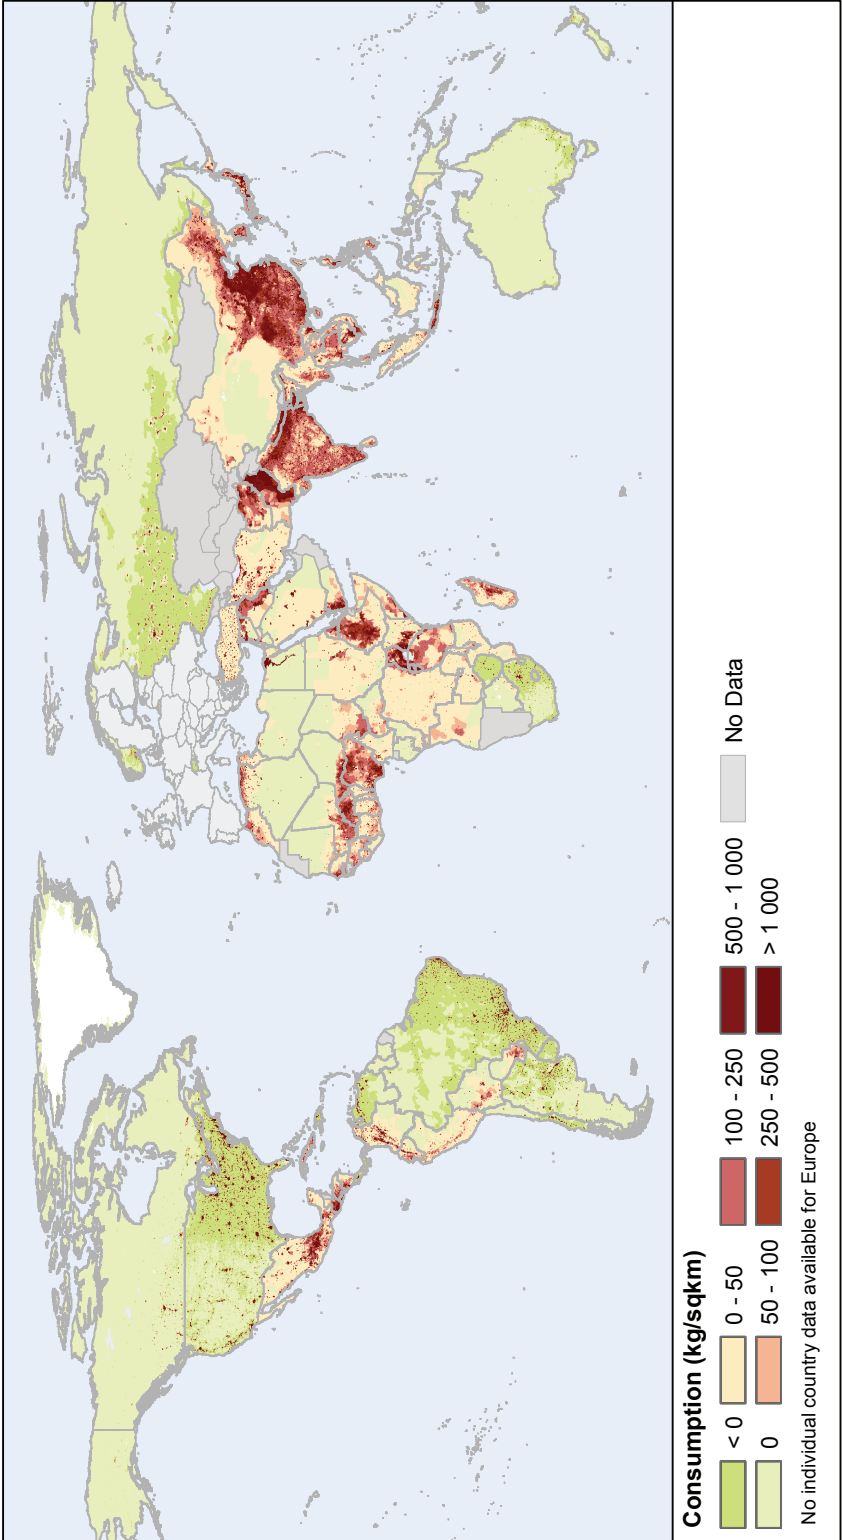 Consumption (kg/sqkm)
< 0 0 - 50 100 - 250 500 - 1 000 No Data
0 50 - 100 250 - 500 > 1 000
No individual country data available for Europe